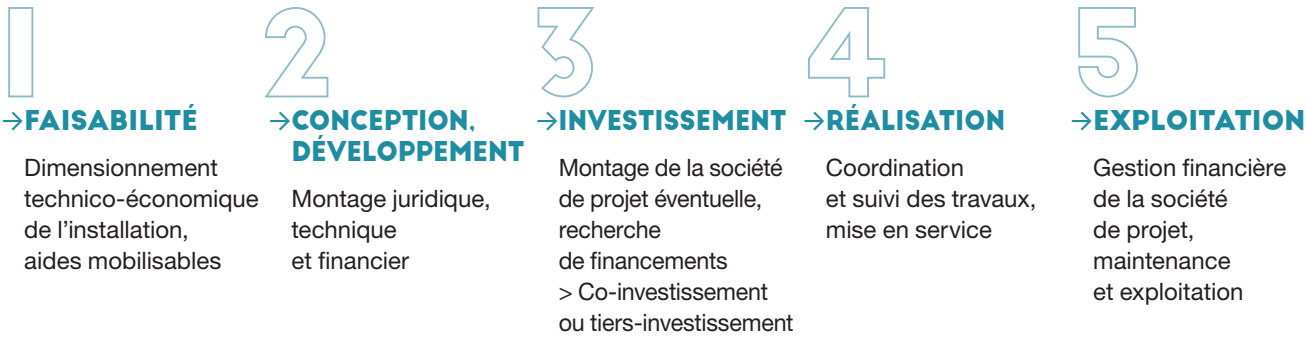 1
→FAISABILITÉ
Dimensionnement
technico-économique
de l’installation,
aides mobilisables
2
→CONCEPTION,
DÉVELOPPEMENT
Montage juridique,
technique
et financier
3
→INVESTISSEMENT
Montage de la société
de projet éventuelle,
recherche
de financements
> Co-investissement
ou tiers-investissement
4
→RÉALISATION
Coordination
et suivi des travaux,
mise en service
5
→EXPLOITATION
Gestion financière
de la société
de projet,
maintenance
et exploitation